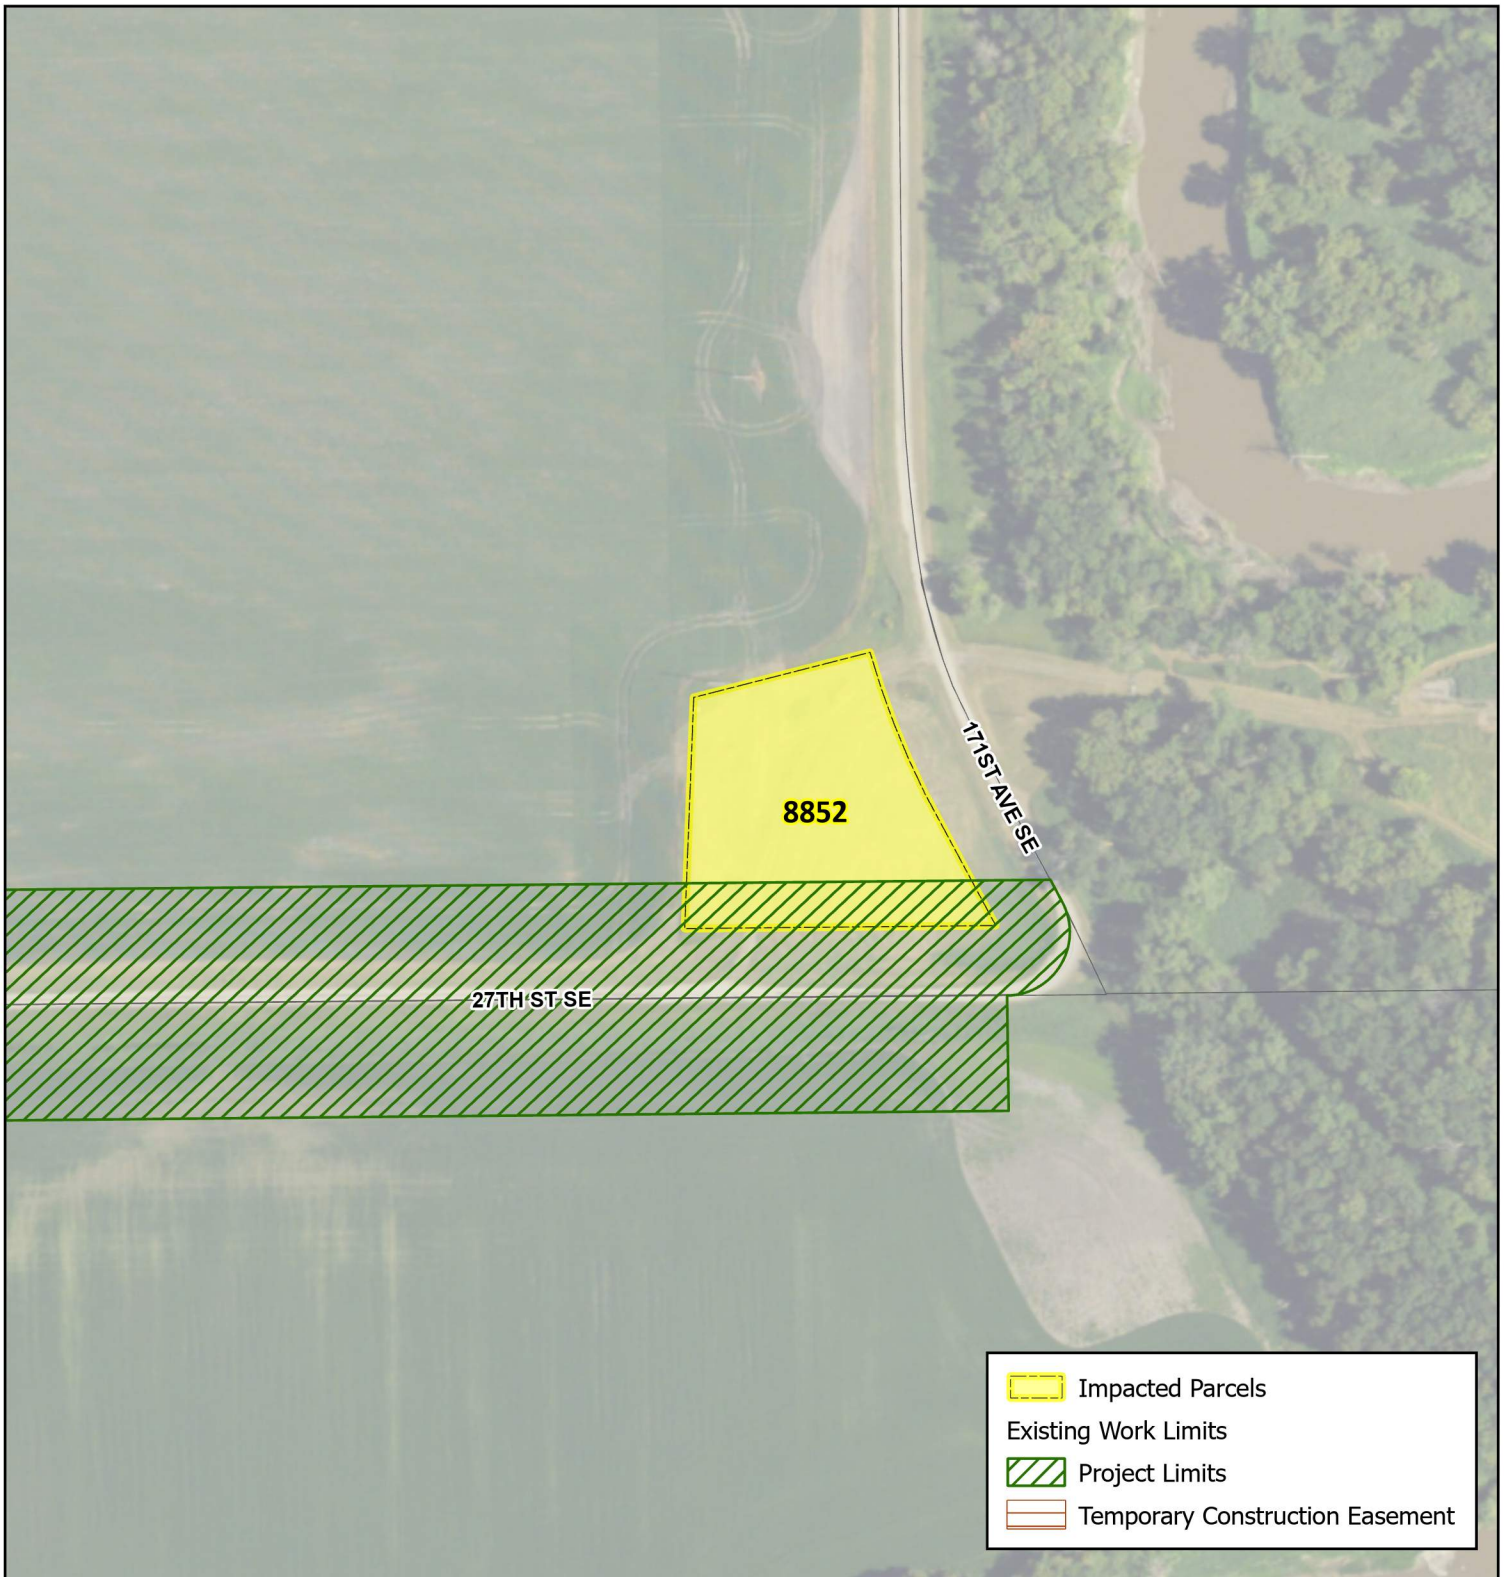 171ST AVE SE
8852
27TH ST SE
Impacted Parcels
Existing Work Limits
Project Limits
Temporary Construction Easement